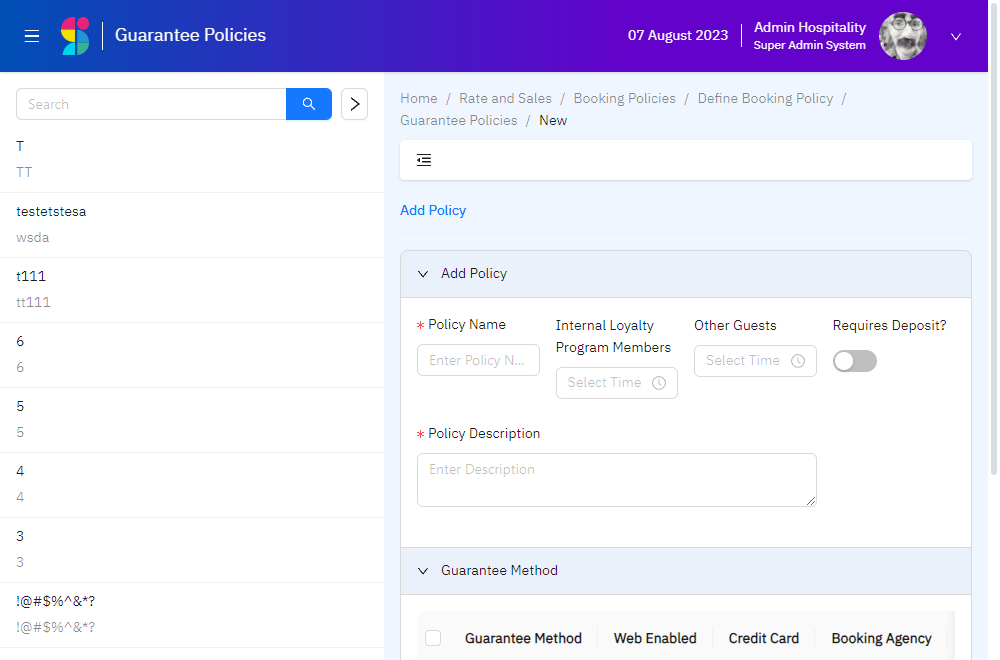 Guarantee Policies
07 August 2023
Admin Hospitality
Super Admin System
Search
T
TT
testetstesa
wsda
t111
tt111
6
6
5
5
4
4
3
3
!@#$%^&*?
!@#$%^&*?
Home / Rate and Sales / Booking Policies / Define Booking Policy /
Guarantee Policies / New
Add Policy
Add Policy
* Policy Name
Enter Policy N...
Internal Loyalty
Program Members
Select Time
Other Guests
Select Time
Requires Deposit?
* Policy Description
Enter Description
Guarantee Method
Guarantee Method Web Enabled Credit Card Booking Agency